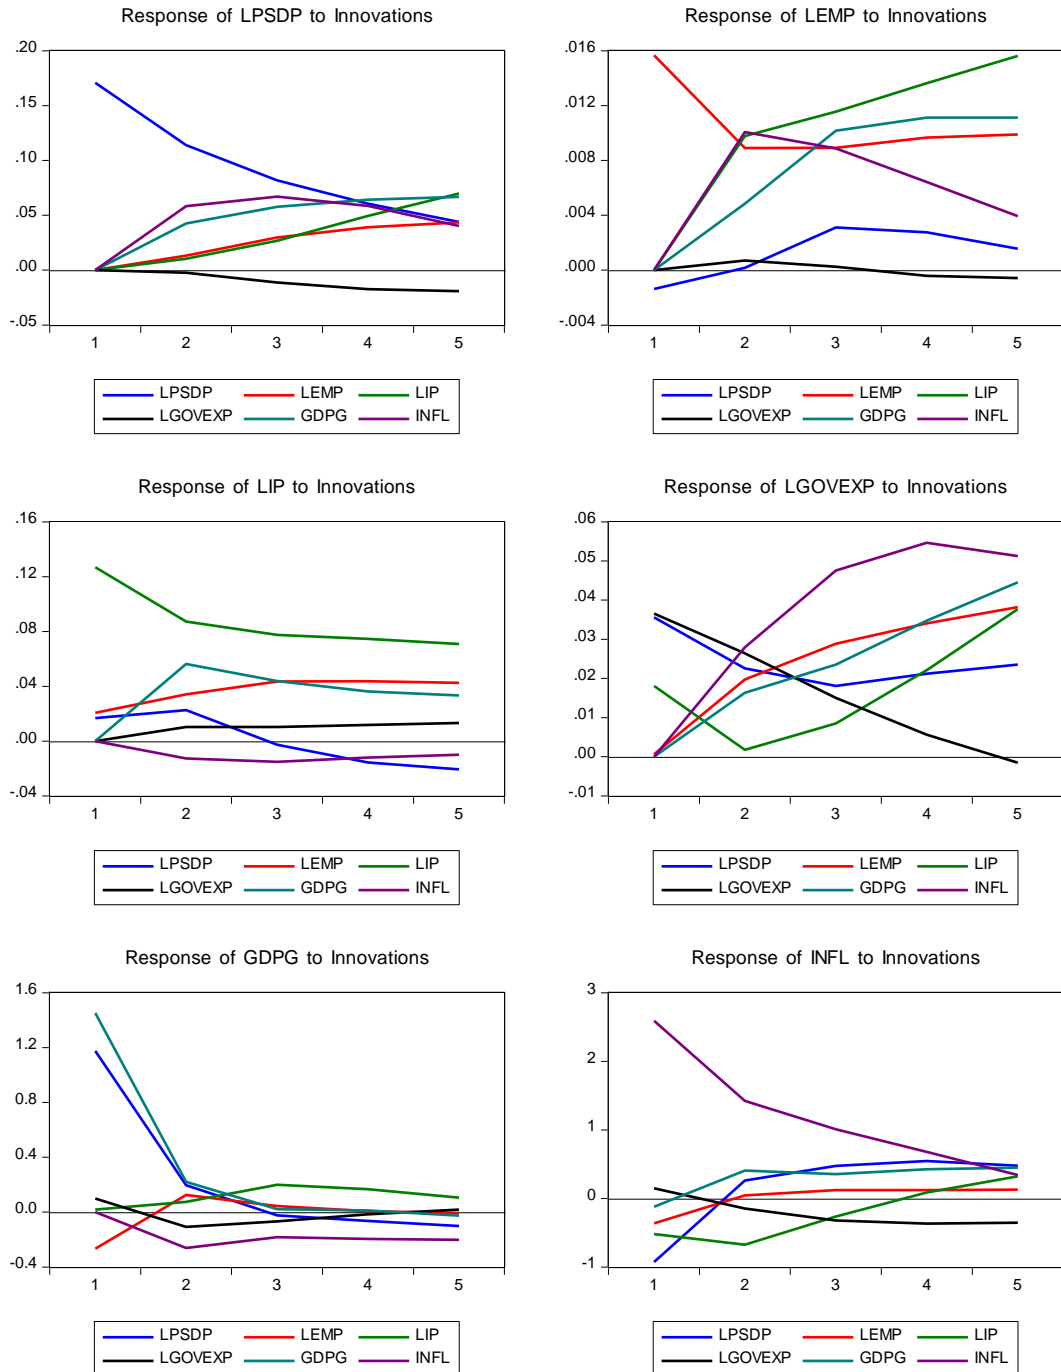 Response of LPSDP to Innovations
.20
.15
.10
.05
.00
-.05
1 2 3 4 5
LPSDP LEMP LIP
LGOVEXP GDPG INFL
Response of LEMP to Innovations
.016
.012
.008
.004
.000
-.004
1 2 3 4 5
LPSDP LEMP LIP
LGOVEXP GDPG INFL
Response of LIP to Innovations
.16
.12
.08
.04
.00
-.04
1 2 3 4 5
LPSDP LEMP LIP
LGOVEXP GDPG INFL
Response of LGOVEXP to Innovations
.06
.05
.04
.03
.02
.01
.00
-.01
1 2 3 4 5
LPSDP LEMP LIP
LGOVEXP GDPG INFL
Response of GDPG to Innovations
1.6
1.2
0.8
0.4
0.0
-0.4
1 2 3 4 5
LPSDP LEMP LIP
LGOVEXP GDPG INFL
Response of INFL to Innovations
3
2
1
0
-1
1 2 3 4 5
LPSDP LEMP LIP
LGOVEXP GDPG INFL